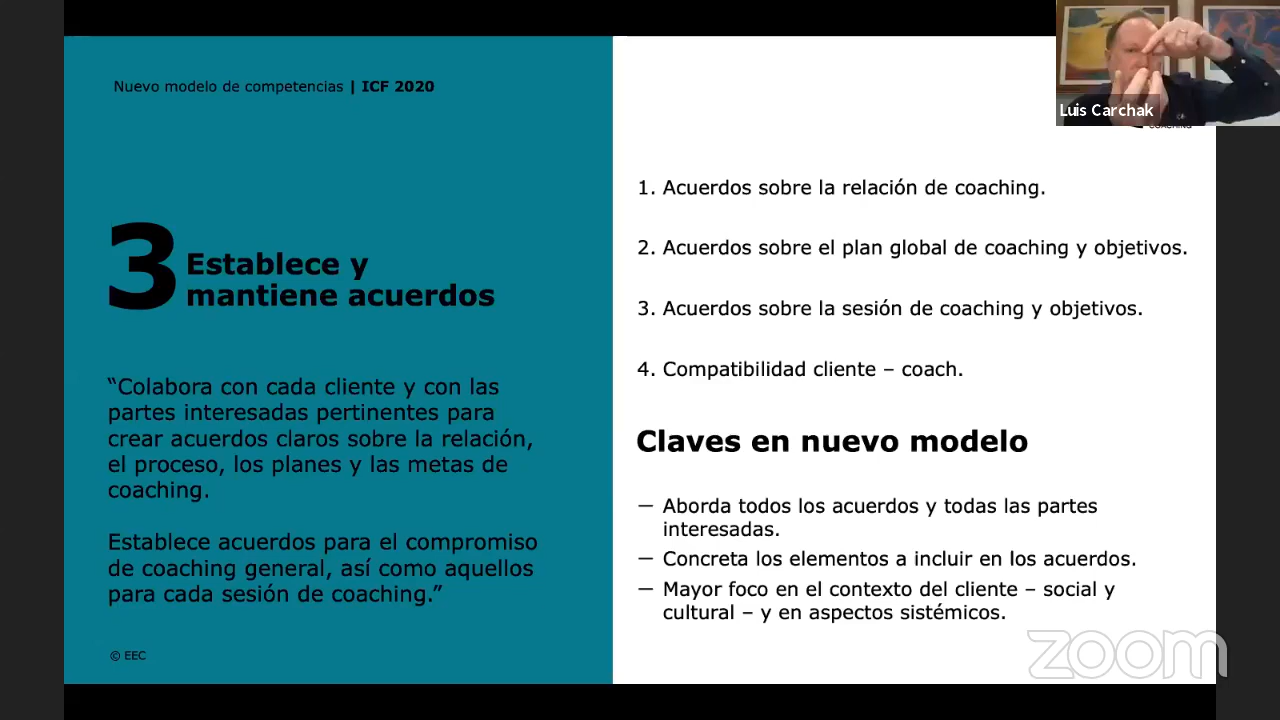 Nuevo modelo de competencias | ICF 2020
3
Establece y
mantiene acuerdos
“Colabora con cada cliente y con las
partes interesadas pertinentes para
crear acuerdos claros sobre la relación,
el proceso, los planes y las metas de
coaching.
Establece acuerdos para el compromiso
de coaching general, así como aquellos
para cada sesión de coaching.”
© EEC
Luis Carchak
1. Acuerdos sobre la relación de coaching.
2. Acuerdos sobre el plan global de coaching y objetivos.
3. Acuerdos sobre la sesión de coaching y objetivos.
4. Compatibilidad cliente – coach.
Claves en nuevo modelo
— Aborda todos los acuerdos y todas las partes
interesadas.
— Concreta los elementos a incluir en los acuerdos.
— Mayor foco en el contexto del cliente – social y
cultural – y en aspectos sistémicos.
zoom